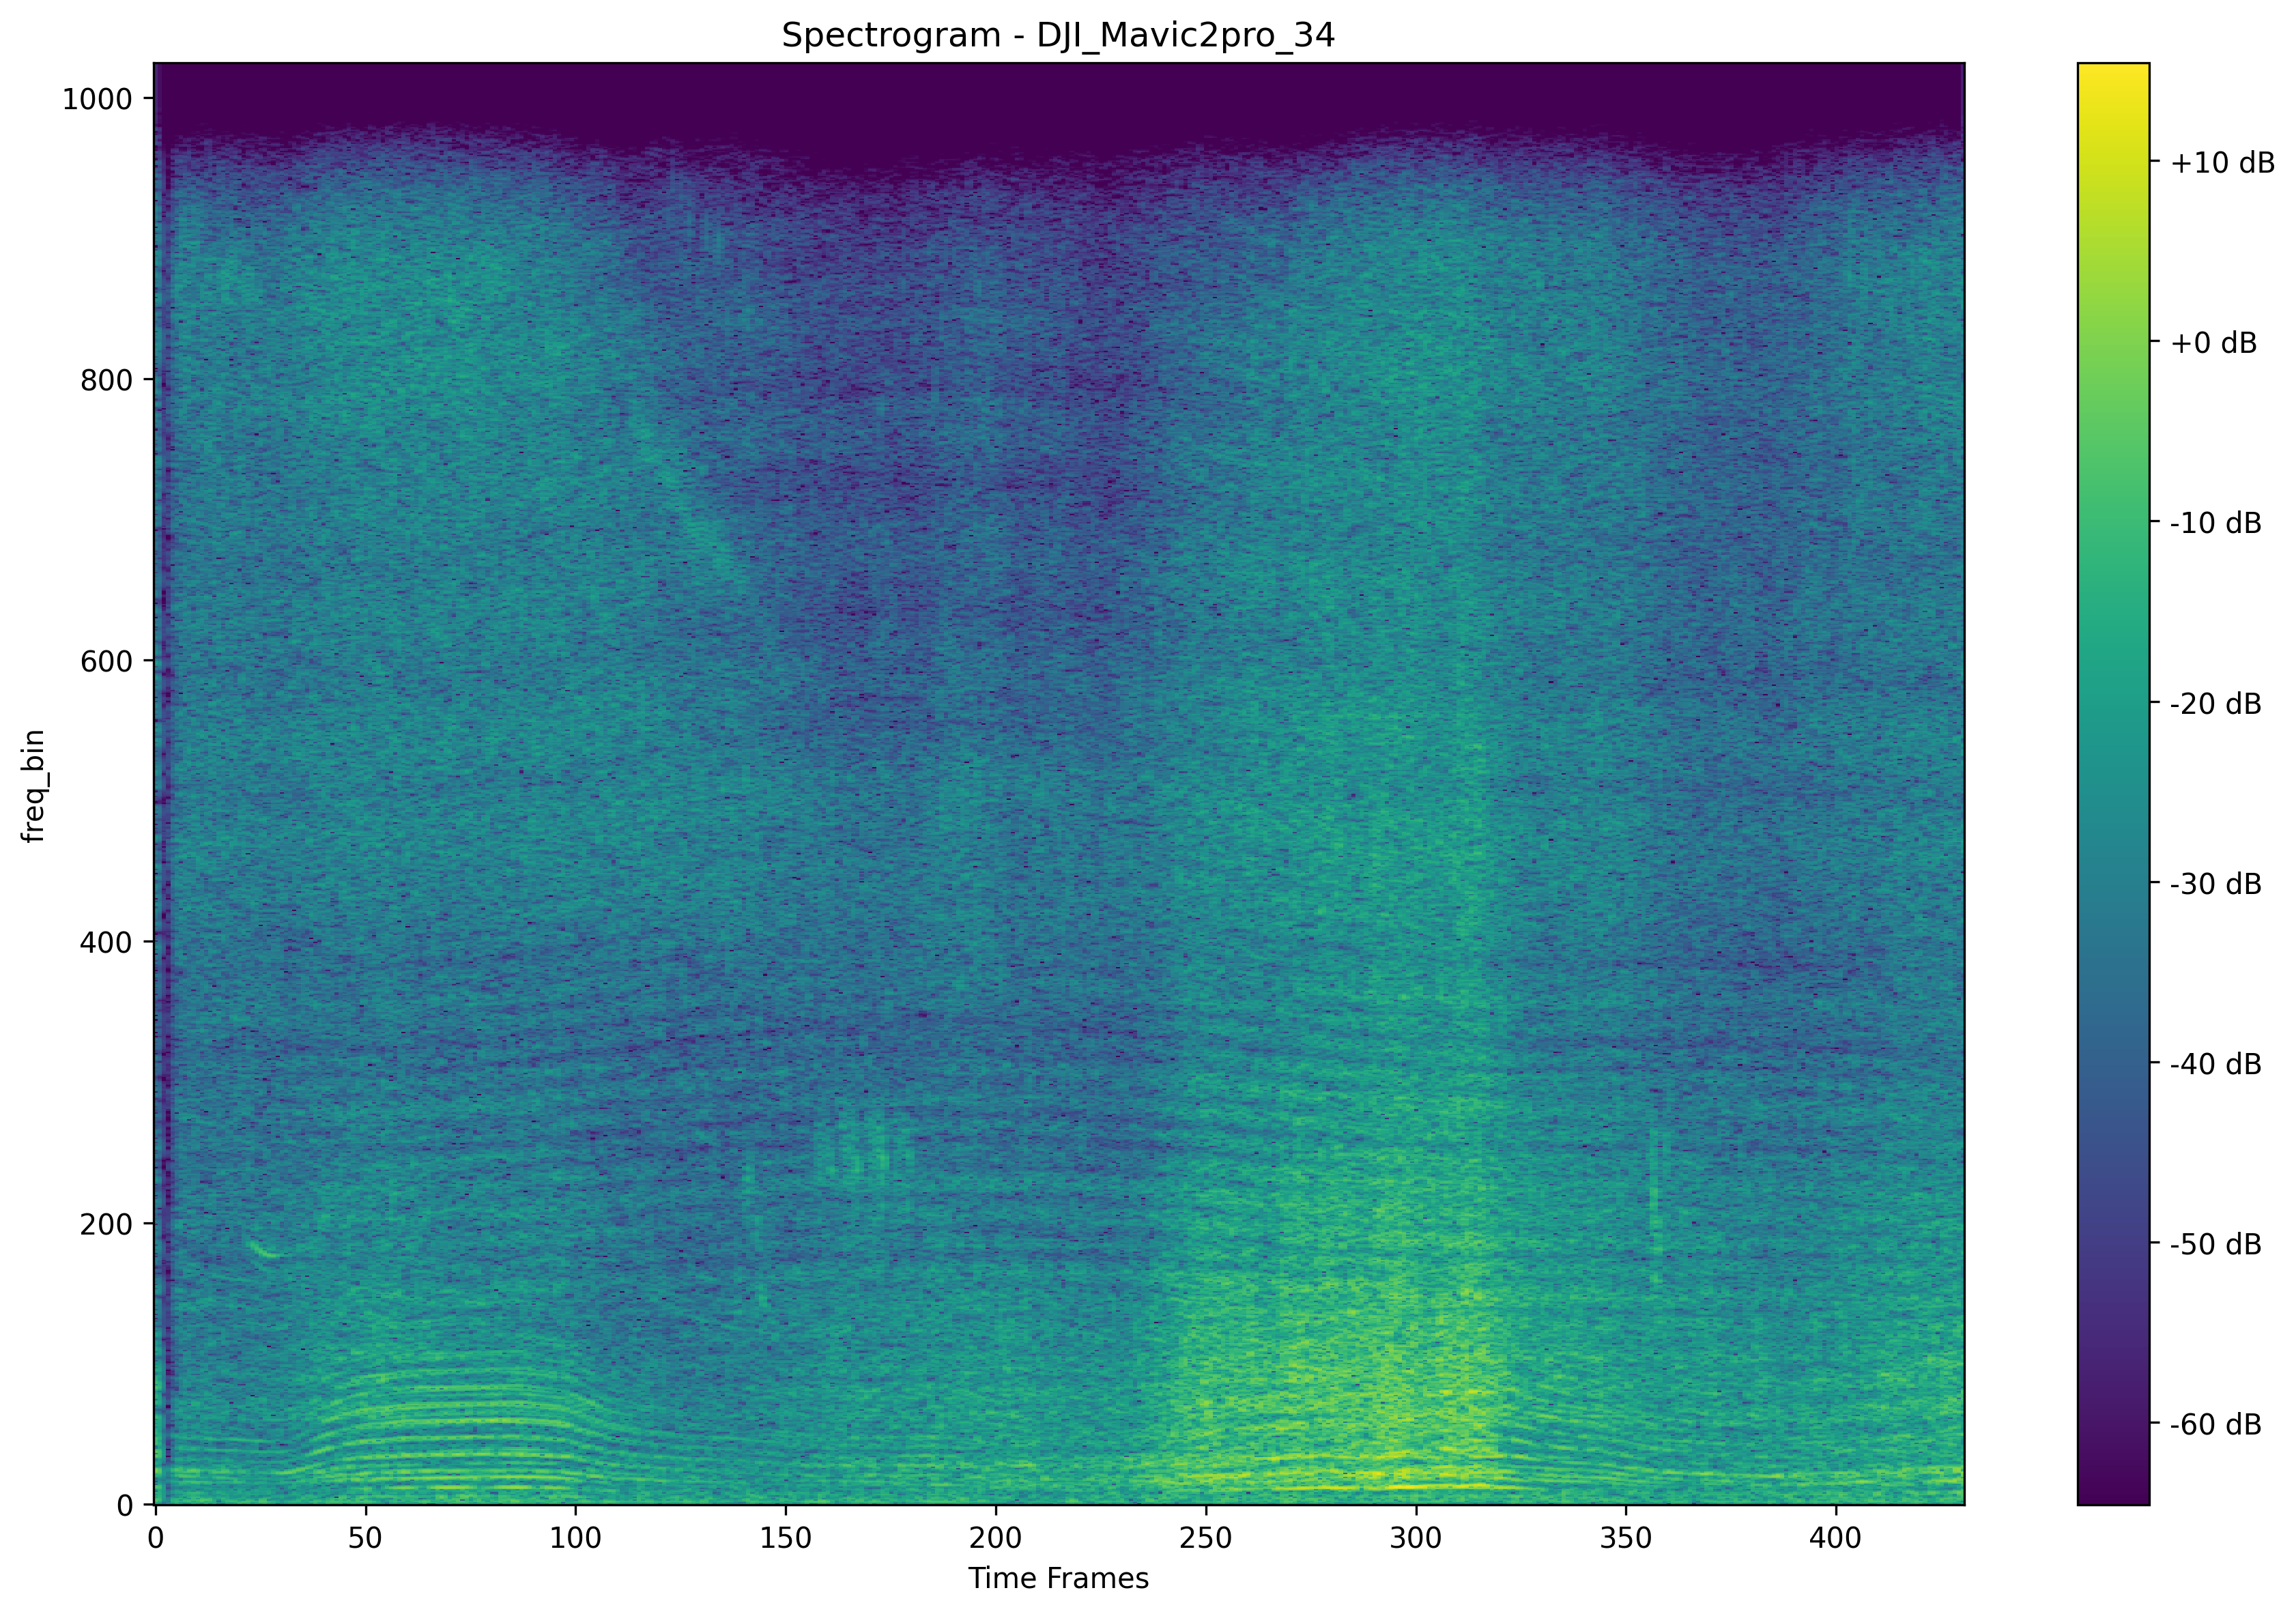 Spectrogram - DJI_Mavic2pro_34
1000
800
600
400
200
0
freq_bin
0 50 100 150 200 250 300 350 400
Time Frames
+10 dB
+0 dB
-10 dB
-20 dB
-30 dB
-40 dB
-50 dB
-60 dB